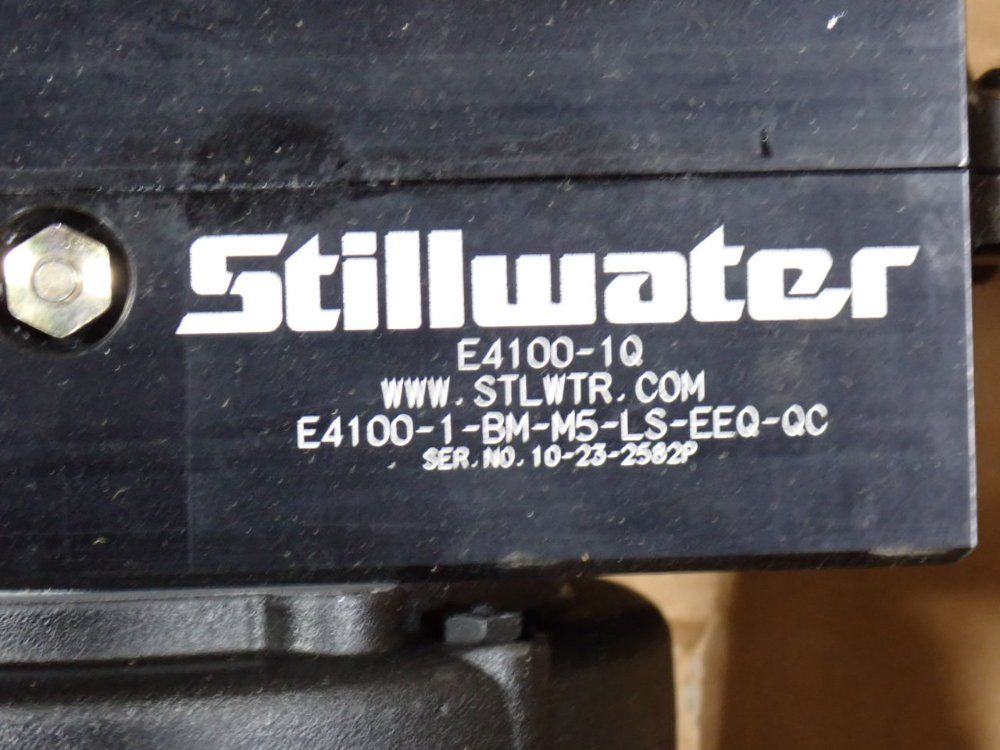 Stillwater
E4100-1Q
WWW.STLWTR.COM
E4100-1-BM-M5-LS-EEQ-QC
SER.NO.10-23-2582P